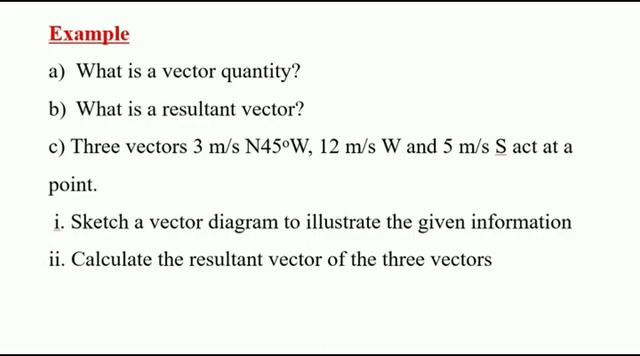 Example
a) What is a vector quantity?
b) What is a resultant vector?
c) Three vectors 3 m/s N45ºW, 12 m/s W and 5 m/s S act at a
point.
i. Sketch a vector diagram to illustrate the given information
ii. Calculate the resultant vector of the three vectors